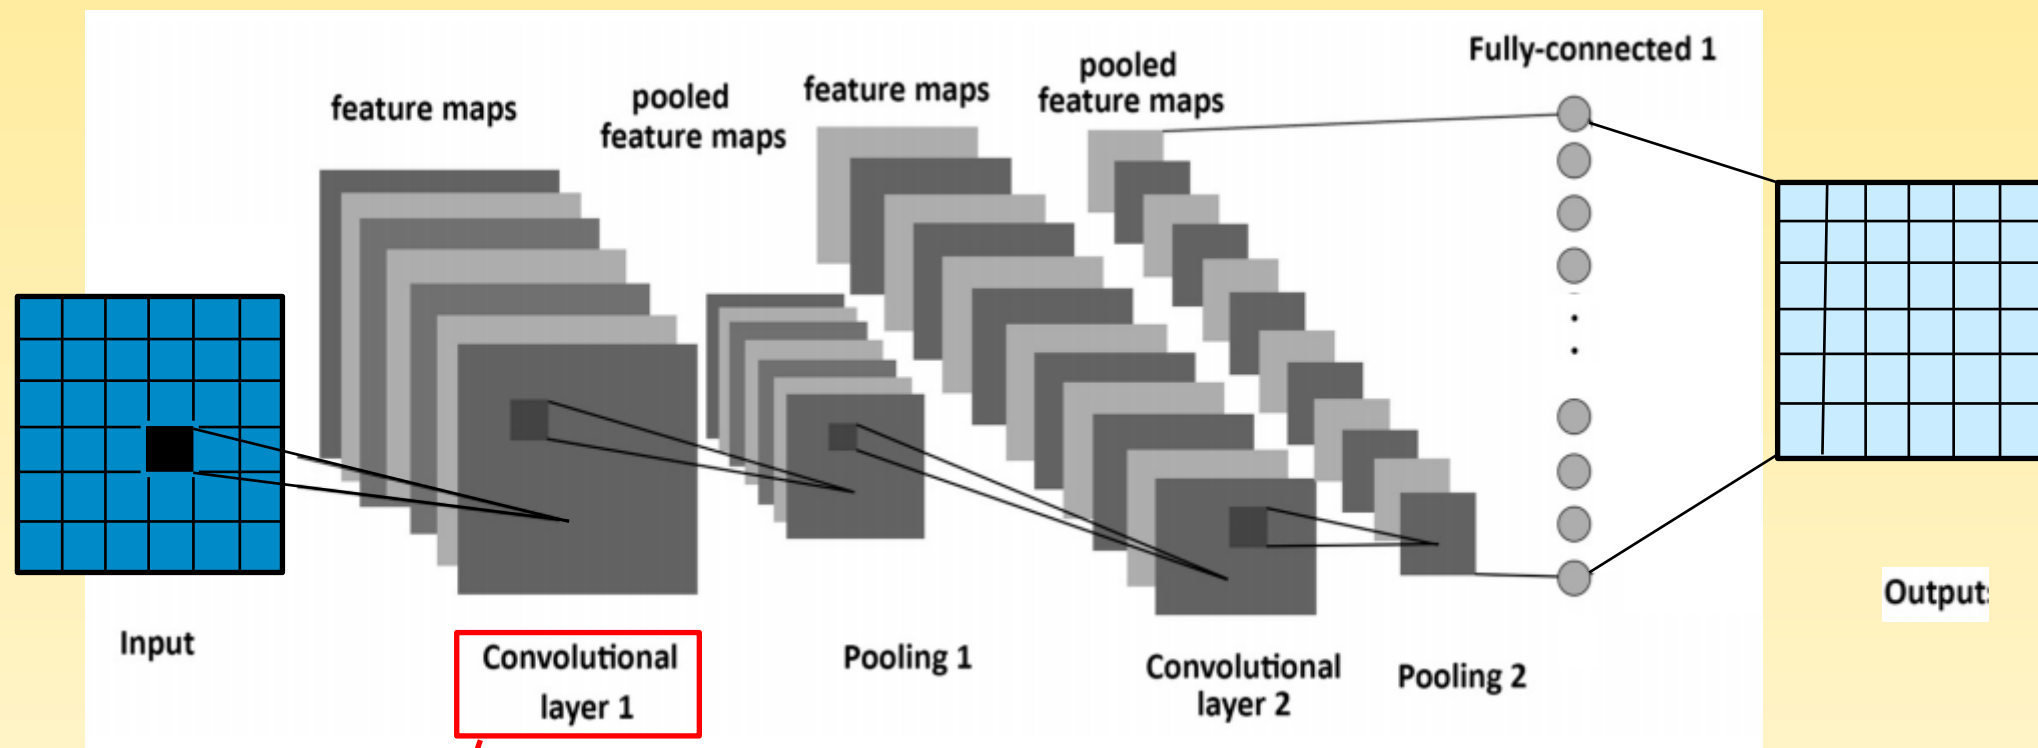 feature maps
pooled
feature maps
feature maps
pooled
feature maps
Fully-connected 1
Input
Convolutional
layer 1
Pooling 1
Convolutional
layer 2
Pooling 2
Output: